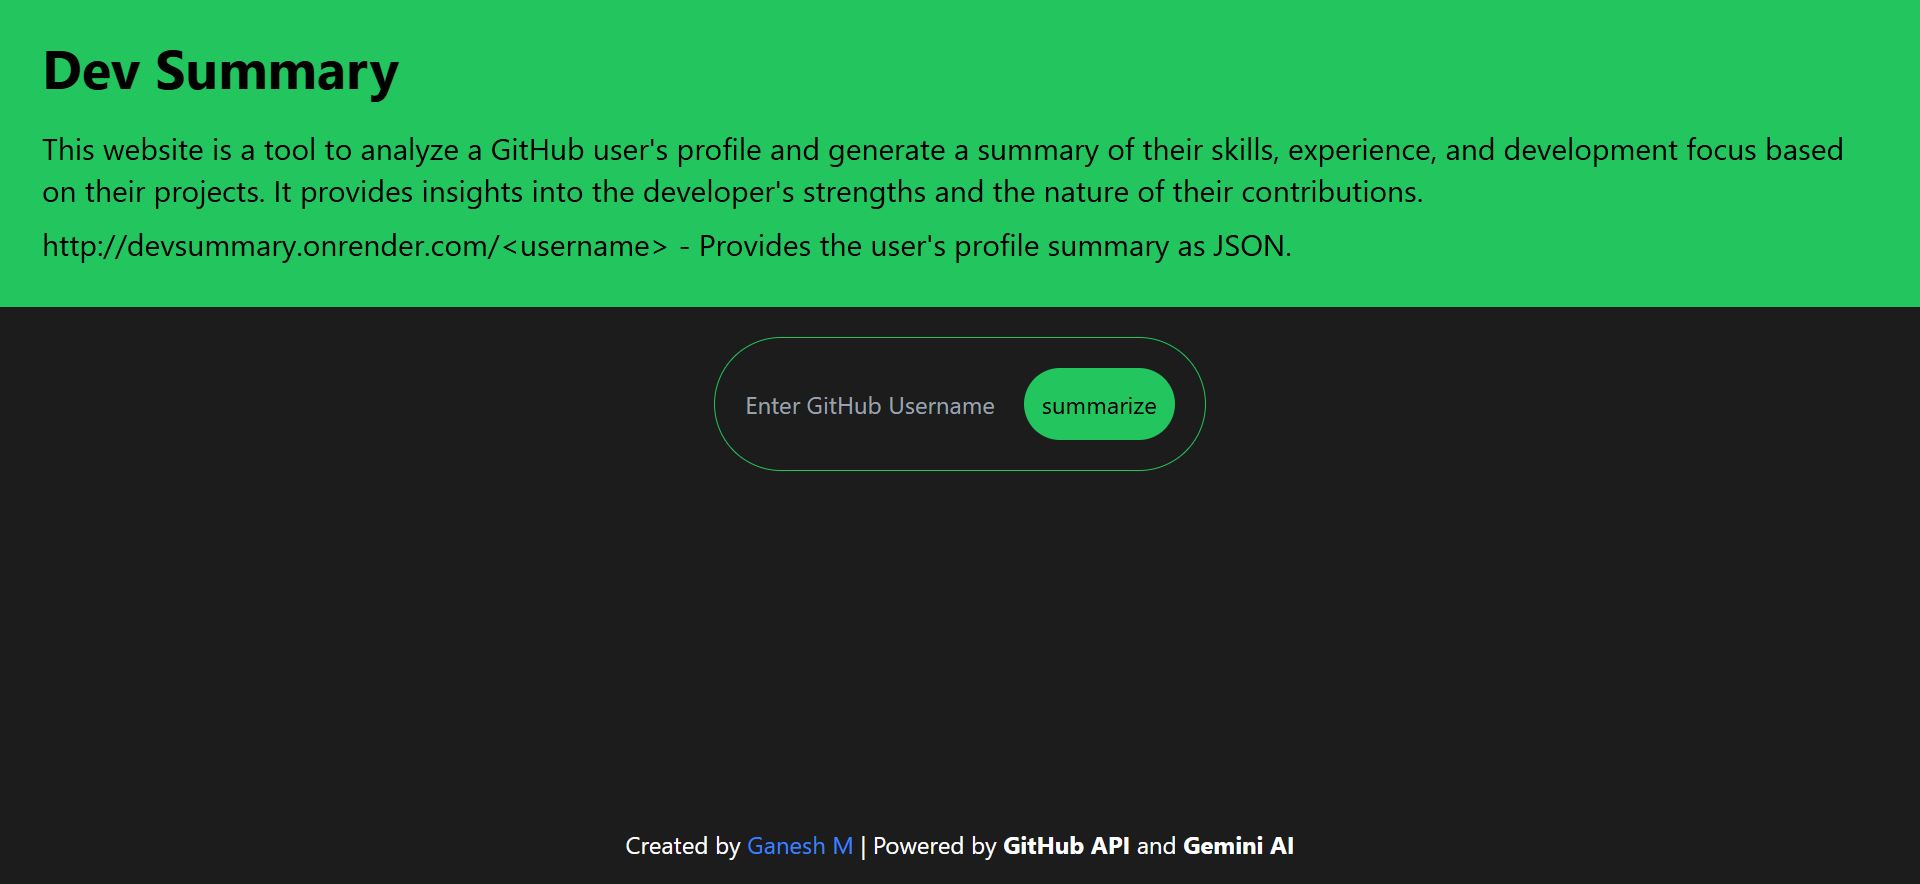 Dev Summary
This website is a tool to analyze a GitHub user's profile and generate a summary of their skills, experience, and development focus based
on their projects. It provides insights into the developer's strengths and the nature of their contributions.
http://devsummary.onrender.com/<username> - Provides the user's profile summary as JSON.
Enter GitHub Username summarize
Created by Ganesh M | Powered by GitHub API and Gemini AI